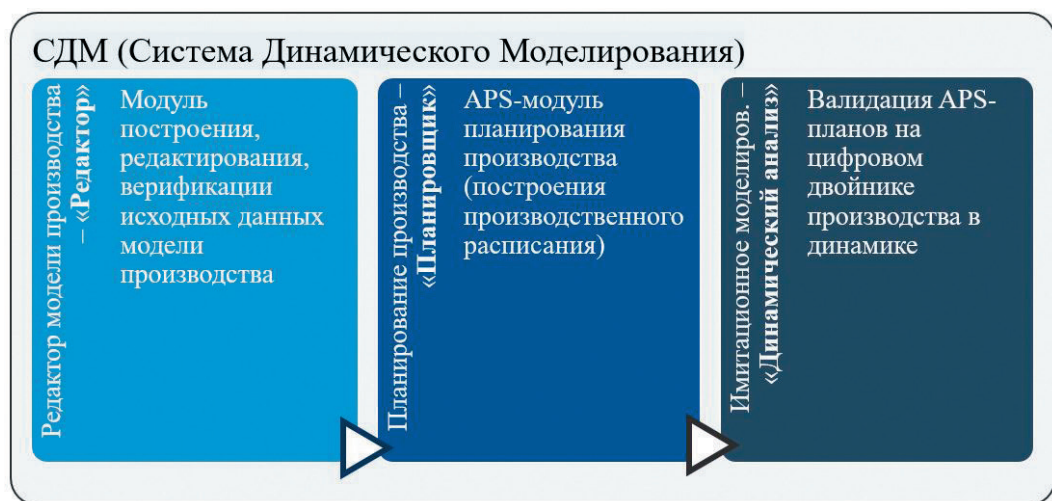 СДМ (Система Динамического Моделирования)
Редактор модели производства
– «Редактор»
Модуль
построения,
редактирования,
верификации
исходных данных
модели
производства
Планирование производства –
«Планировщик»
APS-модуль
планирования
производства
(построения
производственного
расписания)
Имитационное моделиров. –
«Динамический анализ»
Валидация APS-
планов на
цифровом
двойнике
производства в
динамике